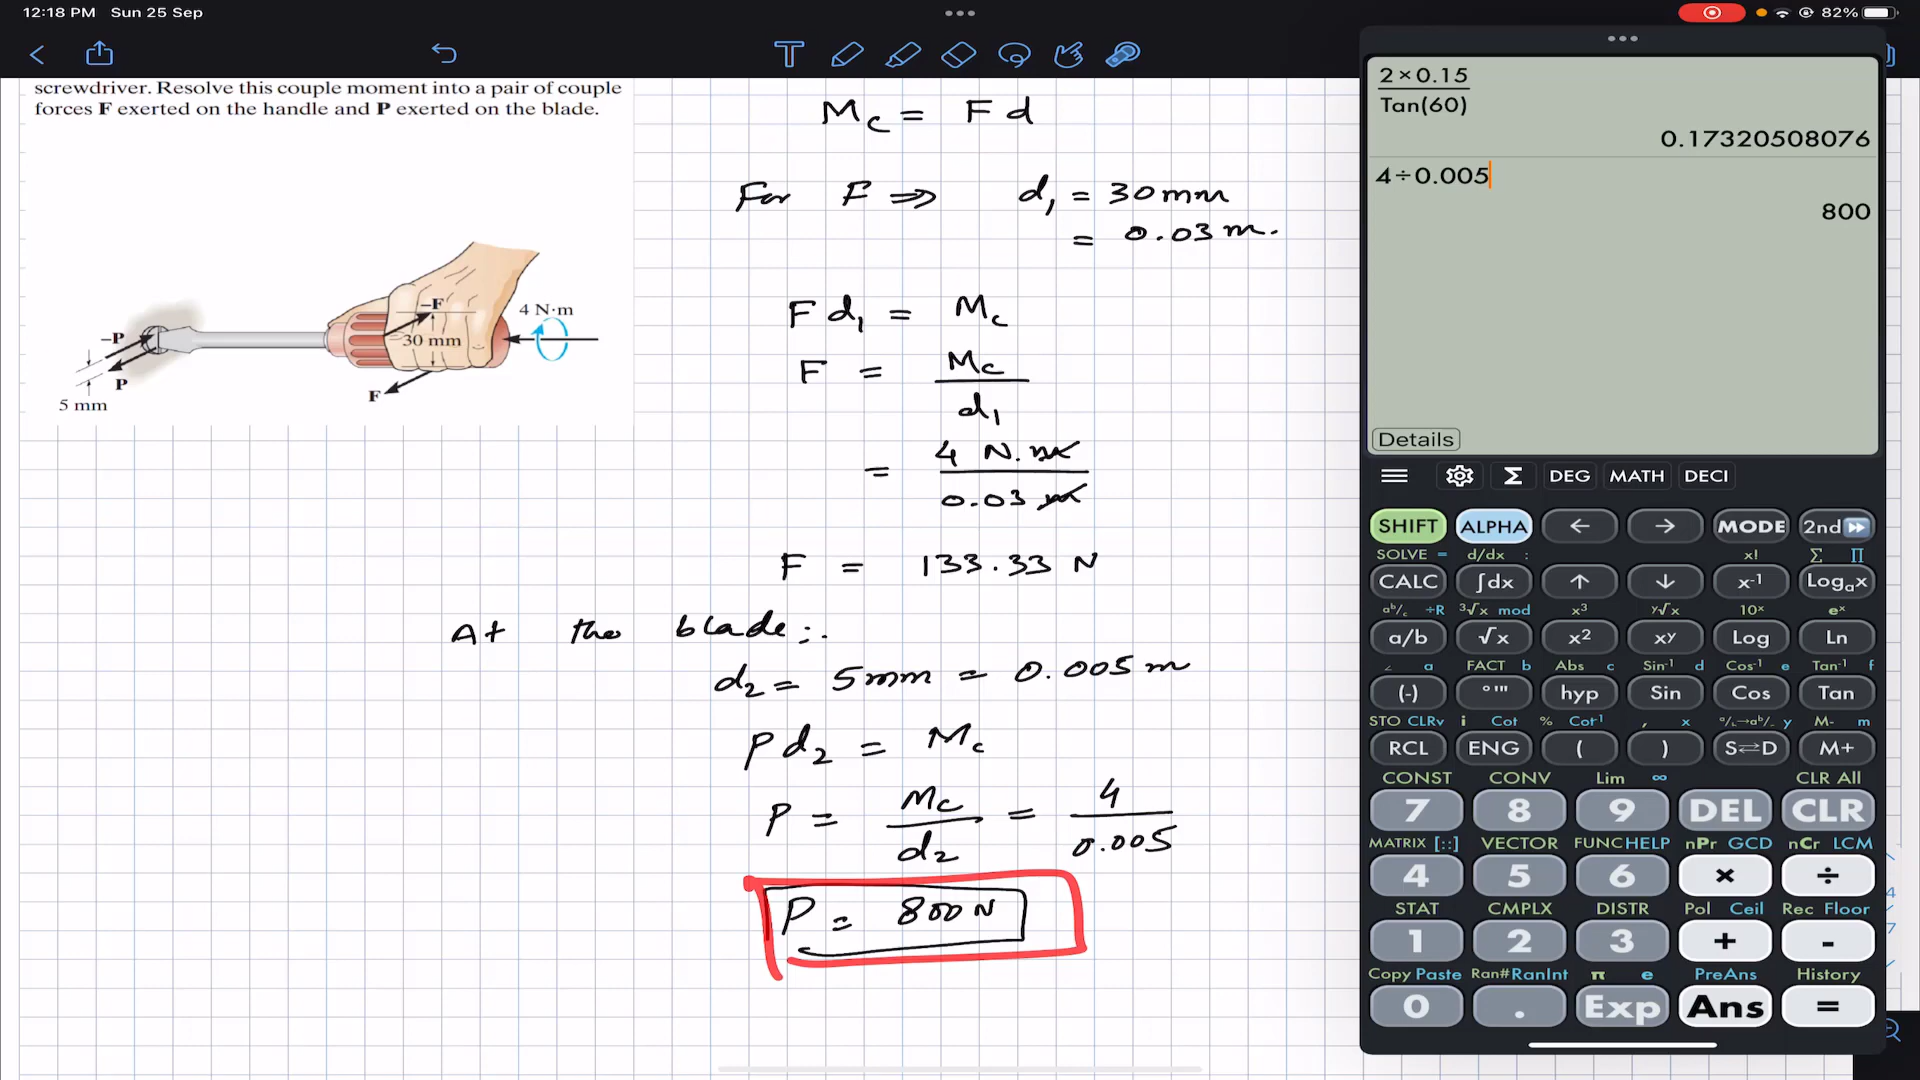 12:18 PM Sun 25 Sep
82%
screwdriver. Resolve this couple moment into a pair of couple
forces F exerted on the handle and P exerted on the blade.
-F
4 N·m
30 mm
-P
P
F
5 mm
Mc = Fd
For F ⇒ d₁ = 30mm
= 0.03 m.
F d₁ = Mc
F = Mc / d₁
= 4 N.m / 0.03 m
F = 133.33 N
At the blade:.
d₂ = 5mm = 0.005 m
P d₂ = Mc
P = Mc / d₂ = 4 / 0.005
P = 800 N
2×0.15
Tan(60)
0.17320508076
4÷0.005
800
Details
Σ DEG MATH DECI
SHIFT ALPHA ← → MODE 2nd
SOLVE = d/dx : x! Σ Π
CALC ∫dx ↑ ↓ x-1 Logax
ab/c ÷R 3√x mod x3 y√x 10x ex
a/b √x x2 xy Log Ln
∠ a FACT b Abs c Sin-1 d Cos-1 e Tan-1 f
(-) °'" hyp Sin Cos Tan
STO CLRv i Cot % Cot-1 , x a/b→ab/c y M- m
RCL ENG ( ) S⇄D M+
CONST CONV Lim ∞ CLR All
7 8 9 DEL CLR
MATRIX [::] VECTOR FUNC HELP nPr GCD nCr LCM
4 5 6 × ÷
STAT CMPLX DISTR Pol Ceil Rec Floor
1 2 3 + -
Copy Paste Ran# RanInt π e PreAns History
0 . Exp Ans =